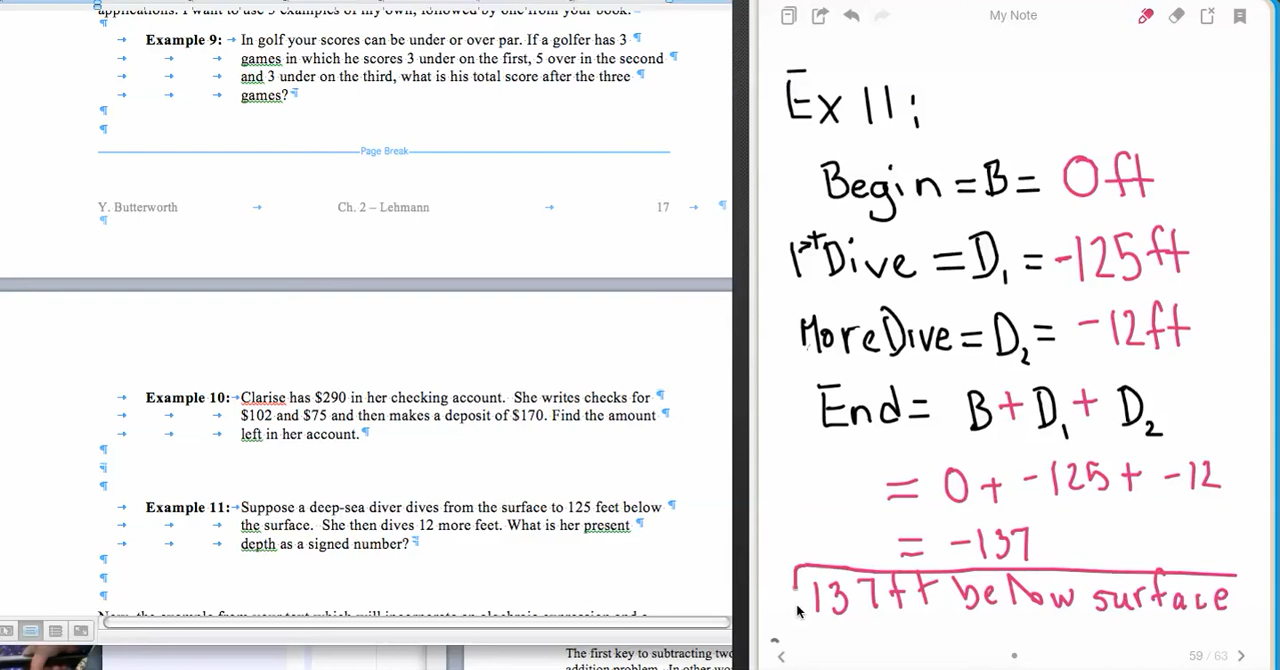 applications. I want to use 3 examples of my own, followed by one from your book.
Example 9: In golf your scores can be under or over par. If a golfer has 3
games in which he scores 3 under on the first, 5 over in the second
and 3 under on the third, what is his total score after the three
games?
Page Break
Y. Butterworth Ch. 2 – Lehmann 17
Example 10: Clarise has $290 in her checking account. She writes checks for
$102 and $75 and then makes a deposit of $170. Find the amount
left in her account.
Example 11: Suppose a deep-sea diver dives from the surface to 125 feet below
the surface. She then dives 12 more feet. What is her present
depth as a signed number?
The first key to subtracting two
My Note
Ex 11:
Begin = B = 0ft
1st Dive = D₁ = -125ft
More Dive = D₂ = -12ft
End = B + D₁ + D₂
= 0 + -125 + -12
= -137
137ft below surface
59 / 63